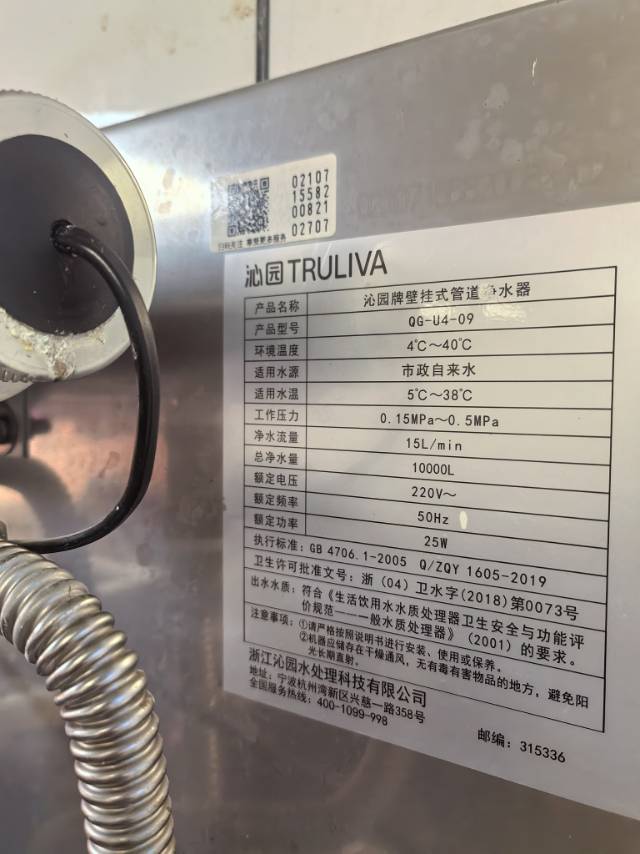 02107
15582
00821
02707
扫码关注 尊享更多服务
沁园 TRULIVA
产品名称 沁园牌壁挂式管道净水器
产品型号 QG-U4-09
环境温度 4℃～40℃
适用水源 市政自来水
适用水温 5℃～38℃
工作压力 0.15MPa～0.5MPa
净水流量 15L/min
总净水量 10000L
额定电压 220V～
额定频率 50Hz
额定功率 25W
执行标准: GB 4706.1-2005 Q/ZQY 1605-2019
卫生许可批准文号: 浙 (04) 卫水字(2018)第0073号
出水水质: 符合《生活饮用水水质处理器卫生安全与功能评
价规范——一般水质处理器》(2001) 的要求。
注意事项: ①请严格按照说明书进行安装、使用或保养。
②机器应储存在干燥通风, 无有毒有害物品的地方, 避免阳
光长期直射。
浙江沁园水处理科技有限公司
地址: 宁波杭州湾新区兴慈一路358号
全国服务热线: 400-1099-998 邮编: 315336